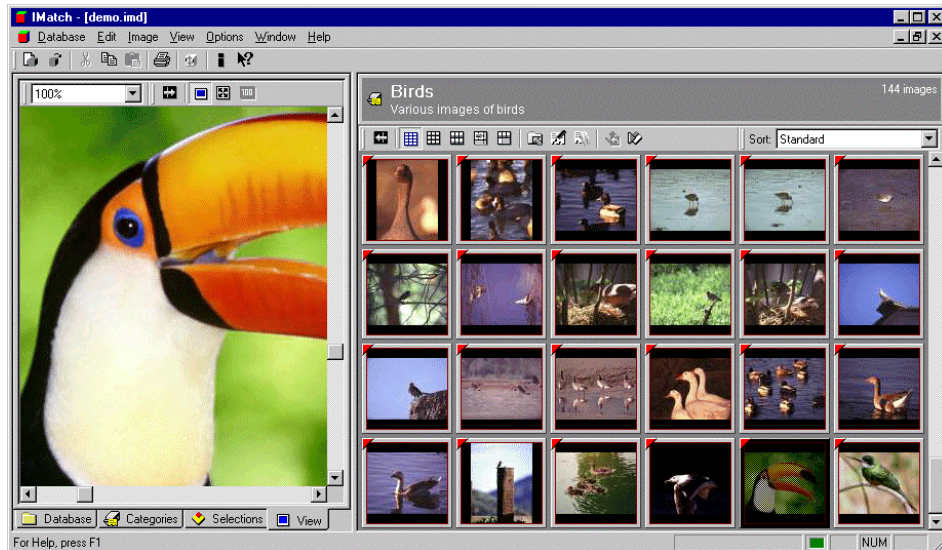 IMatch - [demo.imd]
Database Edit Image View Options Window Help
100%
100
Birds
144 images
Various images of birds
Sort: Standard
Database Categories Selections View
For Help, press F1
NUM